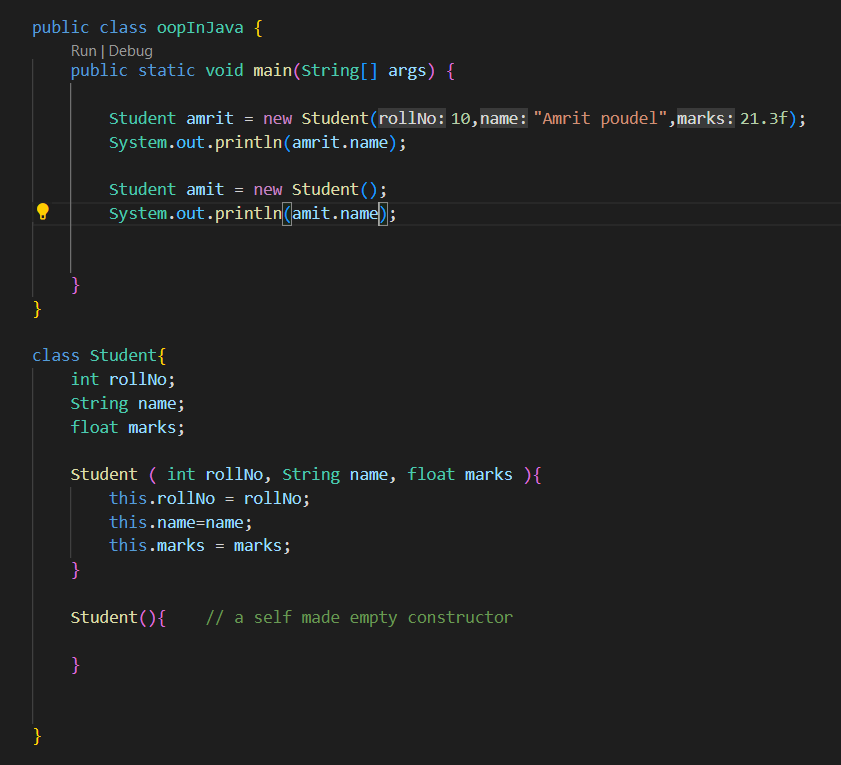 public class oopInJava {
Run | Debug
public static void main(String[] args) {
Student amrit = new Student(rollNo: 10,name: "Amrit poudel",marks: 21.3f);
System.out.println(amrit.name);
Student amit = new Student();
System.out.println(amit.name);
}
}
class Student{
int rollNo;
String name;
float marks;
Student ( int rollNo, String name, float marks ){
this.rollNo = rollNo;
this.name=name;
this.marks = marks;
}
Student(){    // a self made empty constructor
}
}